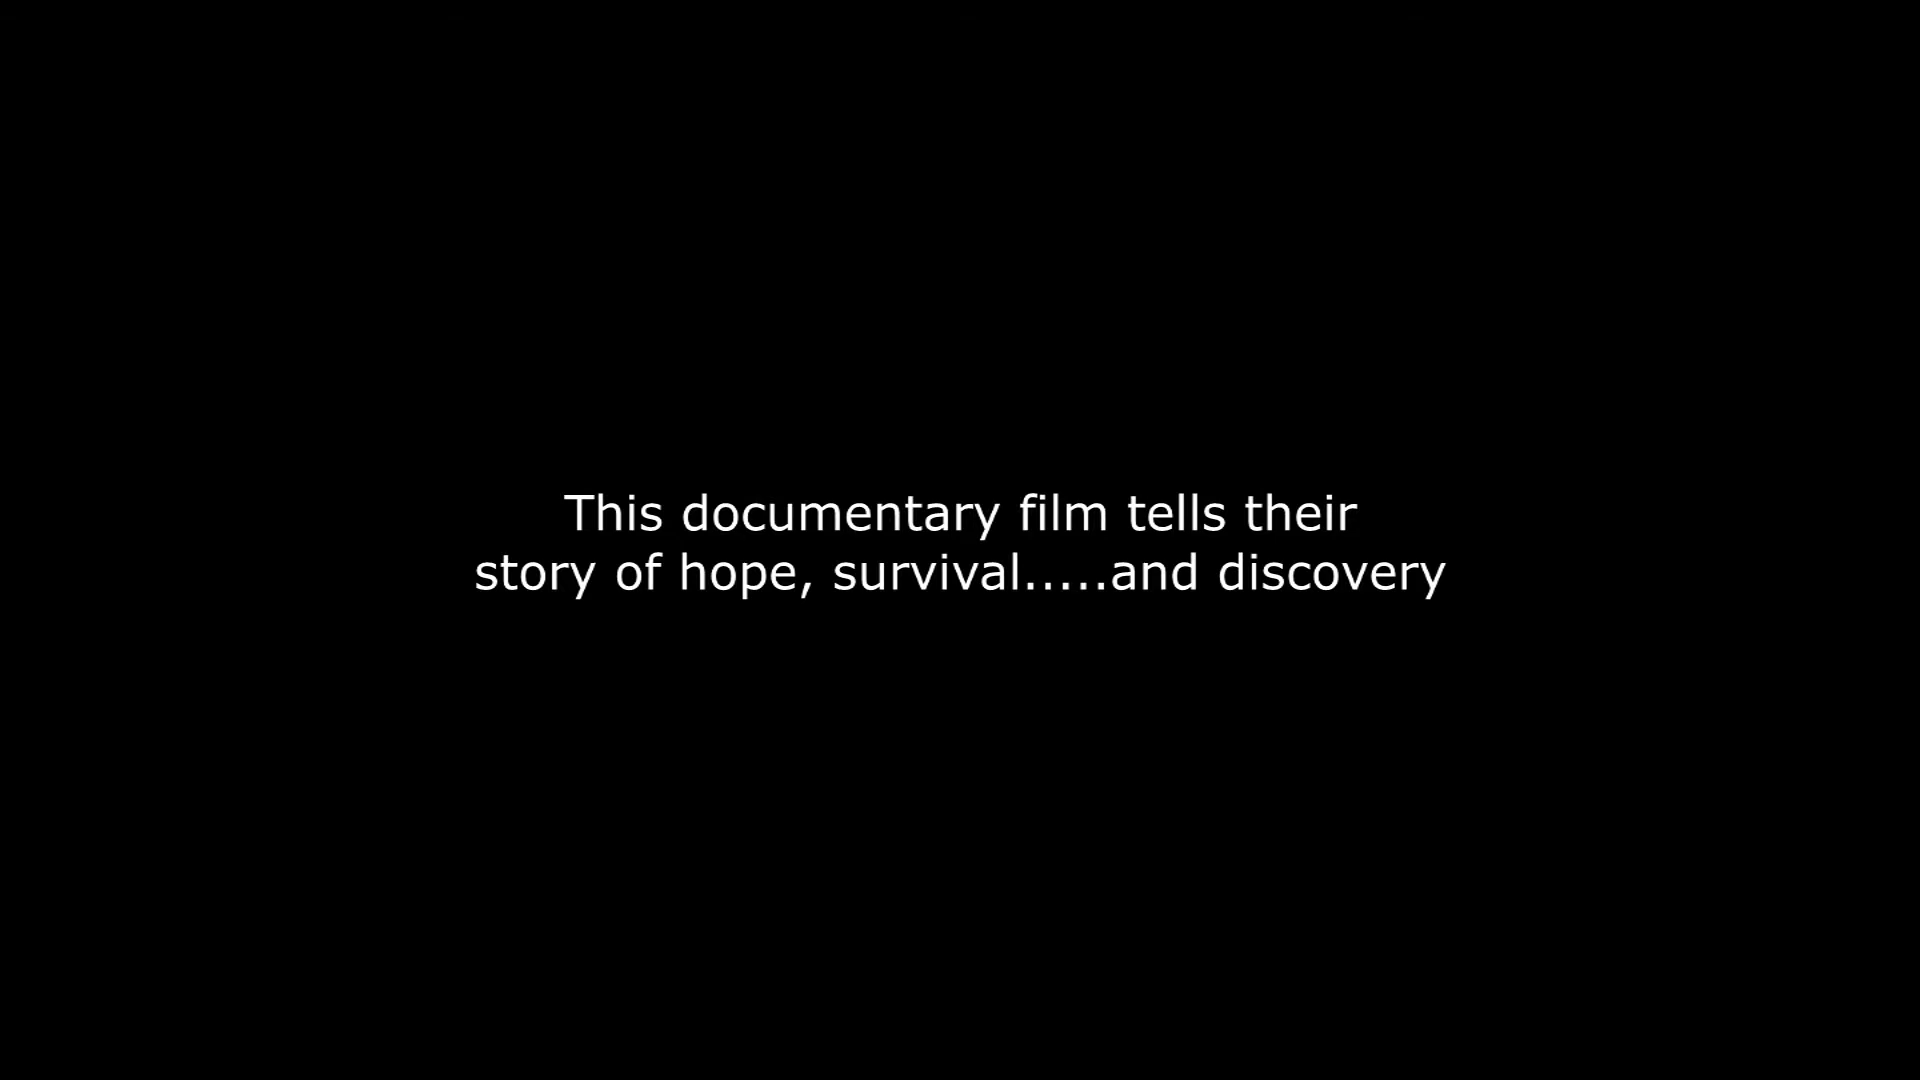 This documentary film tells their
story of hope, survival.....and discovery